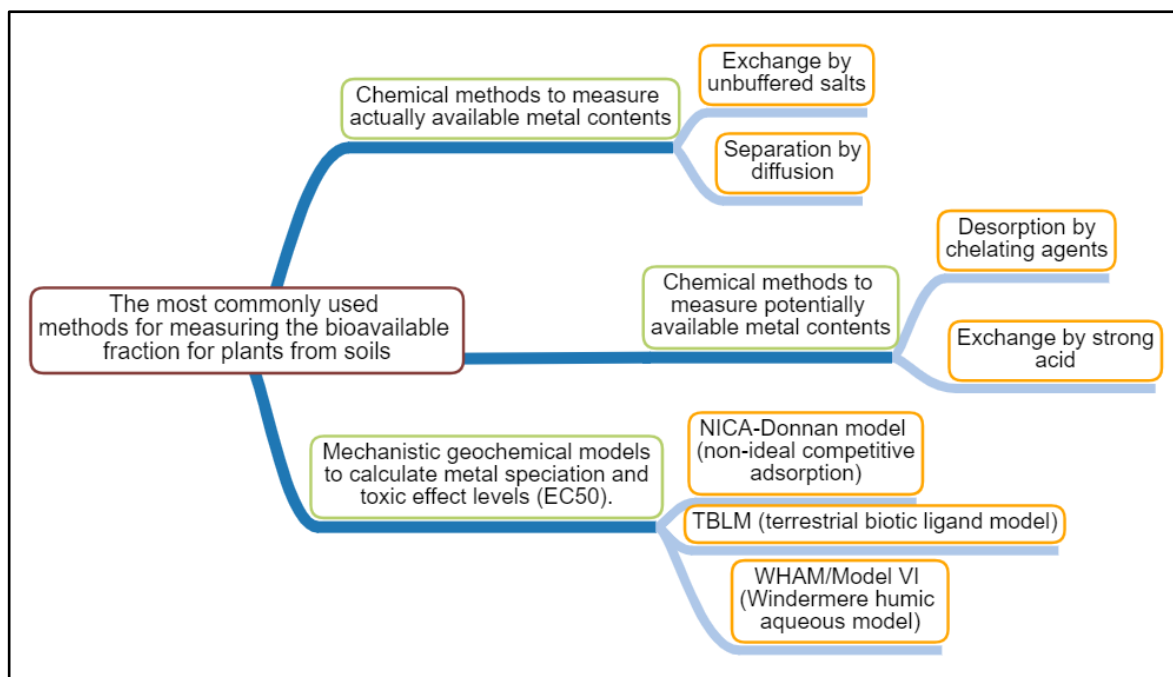 The most commonly used
methods for measuring the bioavailable
fraction for plants from soils
Chemical methods to measure
actually available metal contents
Exchange by
unbuffered salts
Separation by
diffusion
Chemical methods to
measure potentially
available metal contents
Desorption by
chelating agents
Exchange by strong
acid
Mechanistic geochemical models
to calculate metal speciation and
toxic effect levels (EC50).
NICA-Donnan model
(non-ideal competitive
adsorption)
TBLM (terrestrial biotic ligand model)
WHAM/Model VI
(Windermere humic
aqueous model)